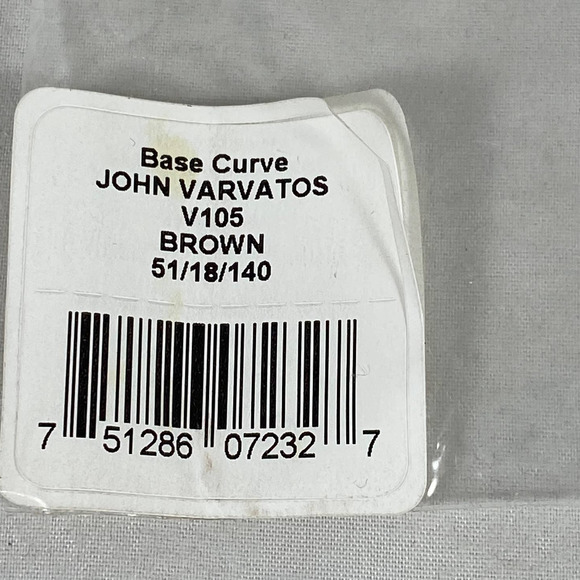 Base Curve
JOHN VARVATOS
V105
BROWN
51/18/140
7 51286 07232 7